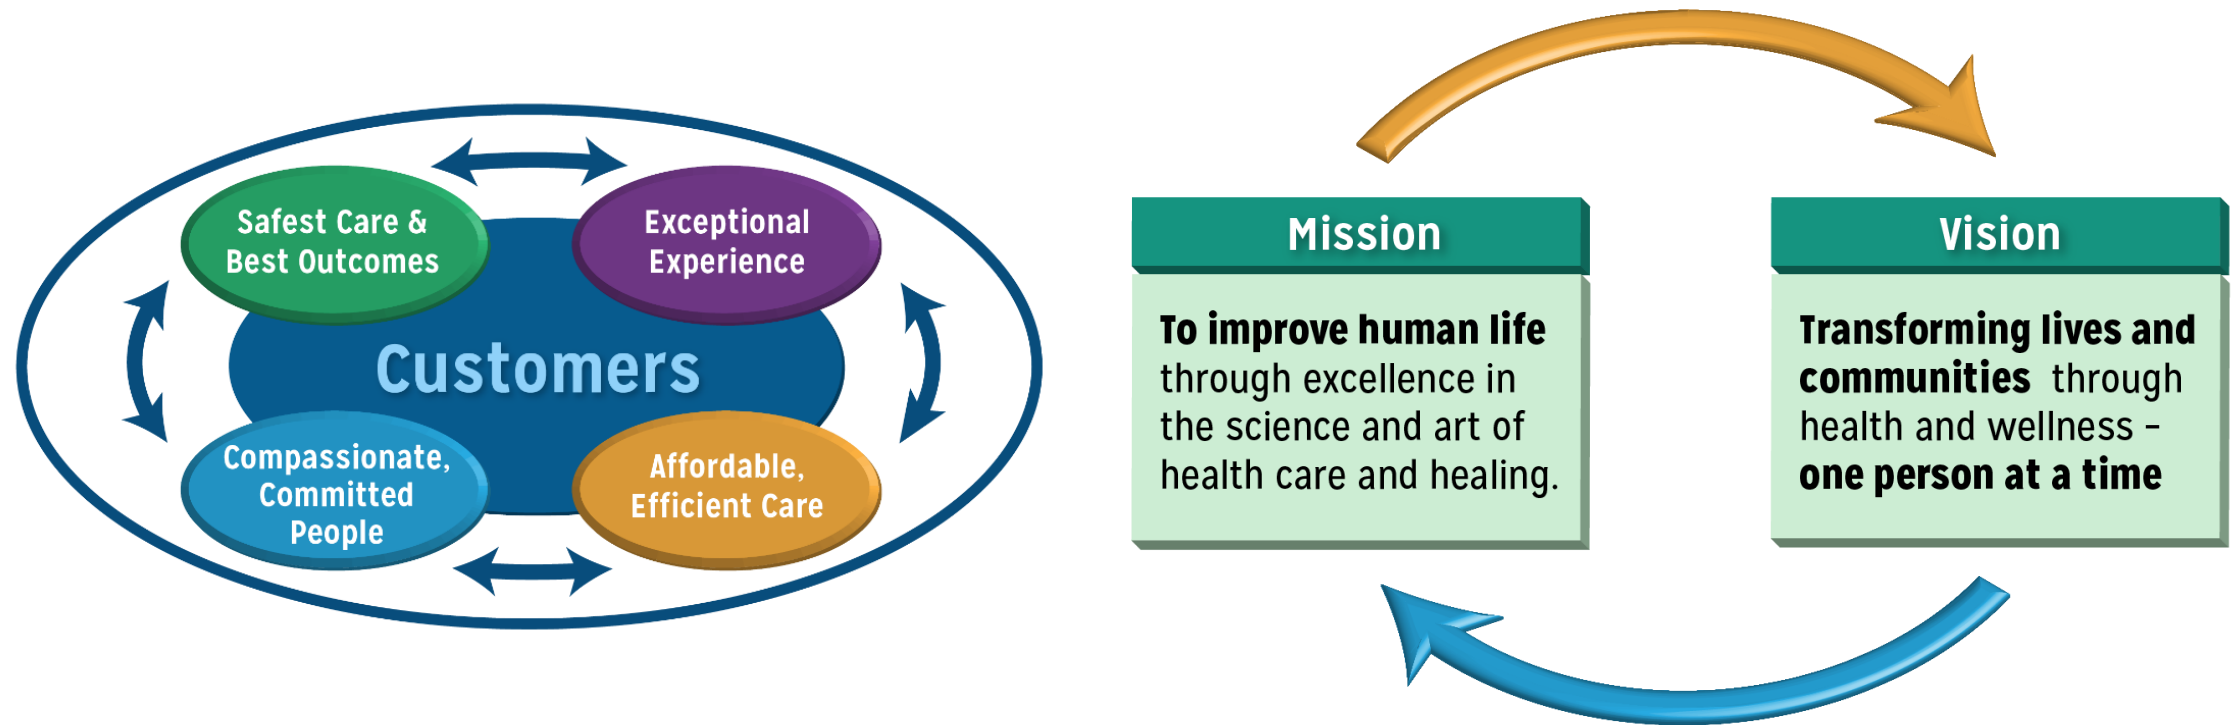 Safest Care &
Best Outcomes
Exceptional
Experience
Customers
Compassionate,
Committed
People
Affordable,
Efficient Care
Mission
To improve human life
through excellence in
the science and art of
health care and healing.
Vision
Transforming lives and
communities through
health and wellness –
one person at a time